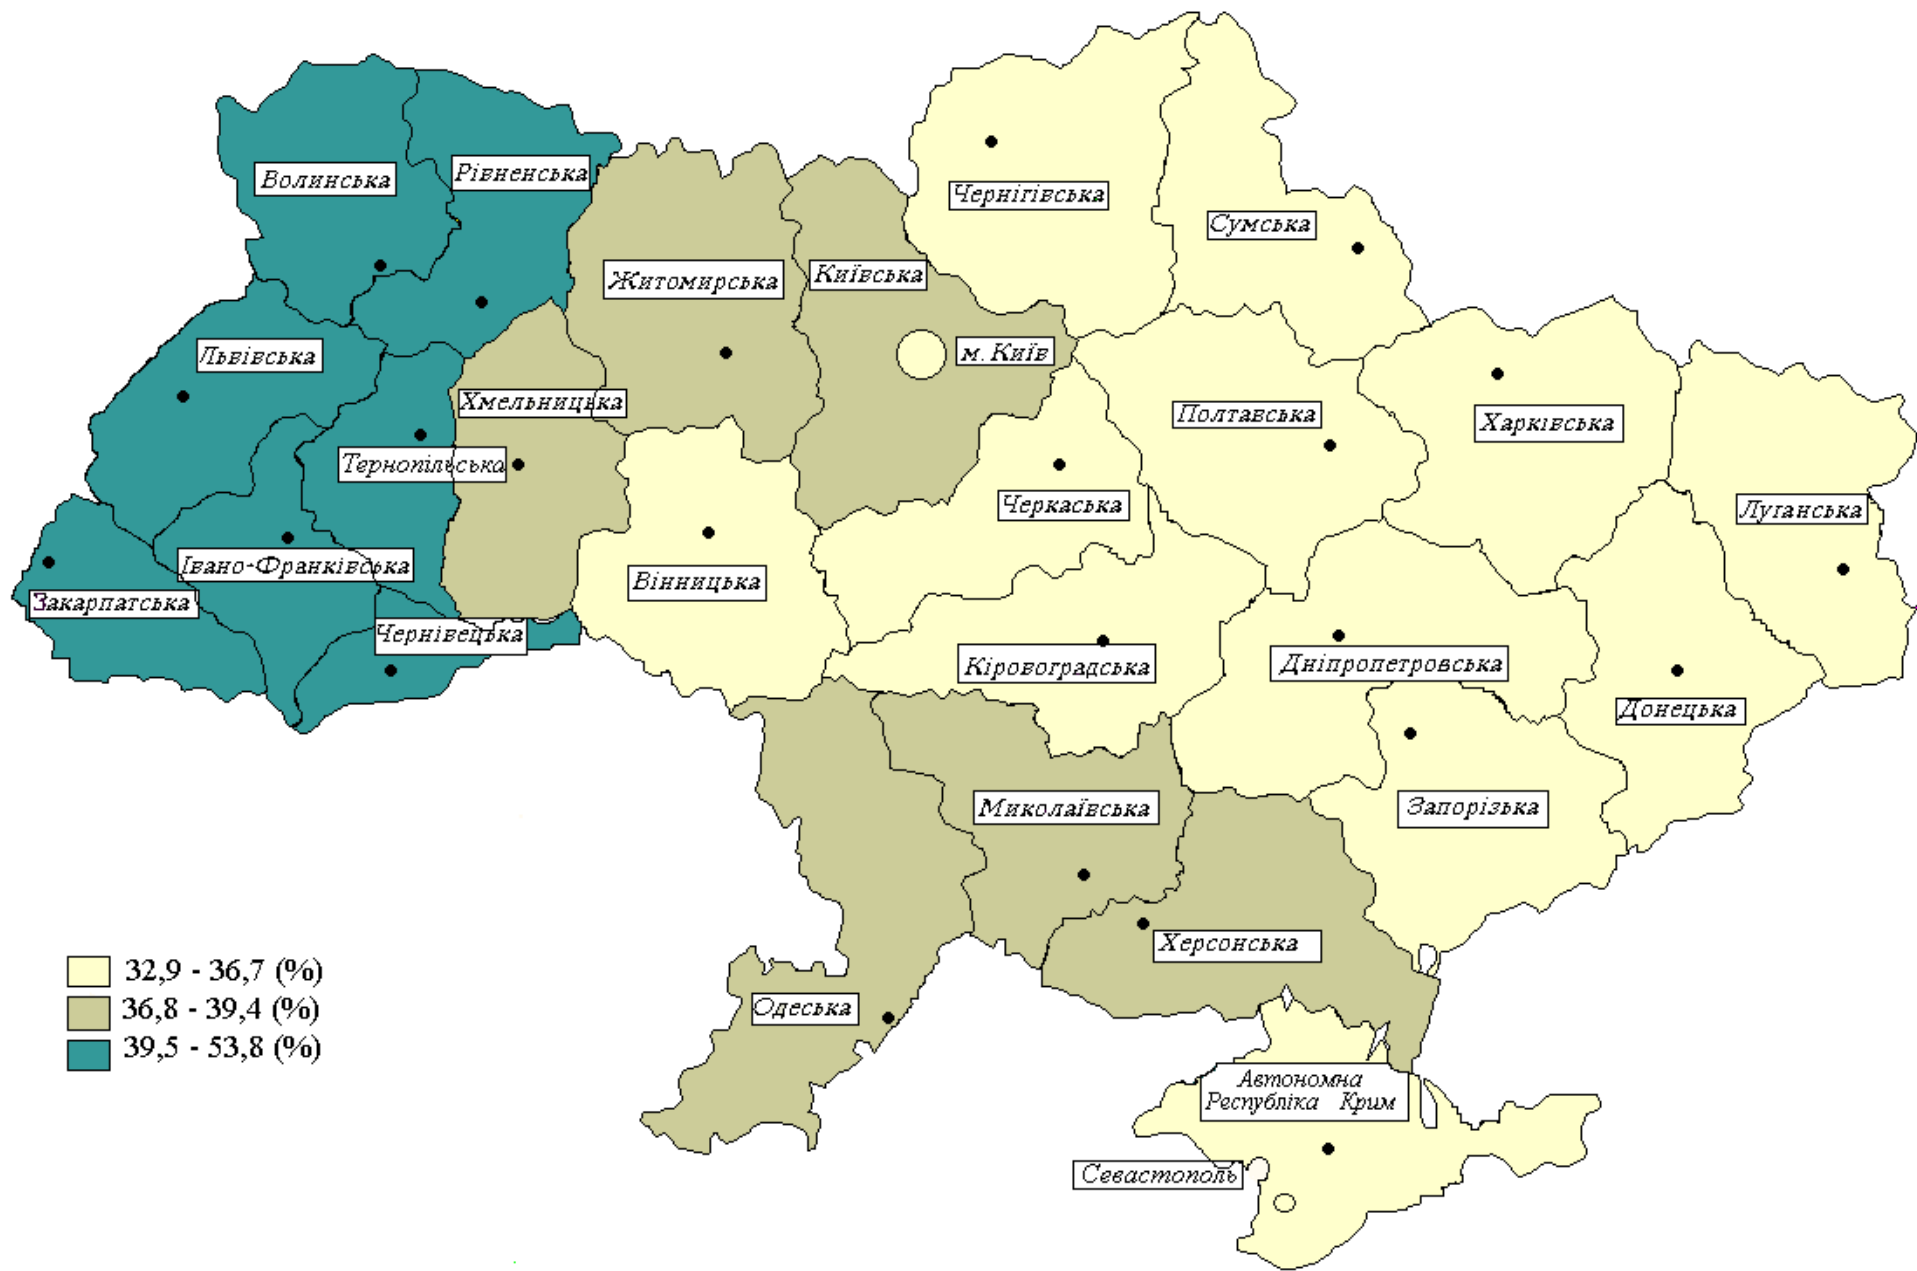 Волинська
Рівненська
Чернігівська
Сумська
Житомирська
Київська
м. Київ
Львівська
Хмельницька
Тернопільська
Полтавська
Харківська
Черкаська
Луганська
Івано-Франківська
Закарпатська
Вінницька
Чернівецька
Кіровоградська
Дніпропетровська
Донецька
Миколаївська
Запорізька
Херсонська
Одеська
32,9 - 36,7 (%)
36,8 - 39,4 (%)
39,5 - 53,8 (%)
Автономна
Республіка Крим
Севастополь